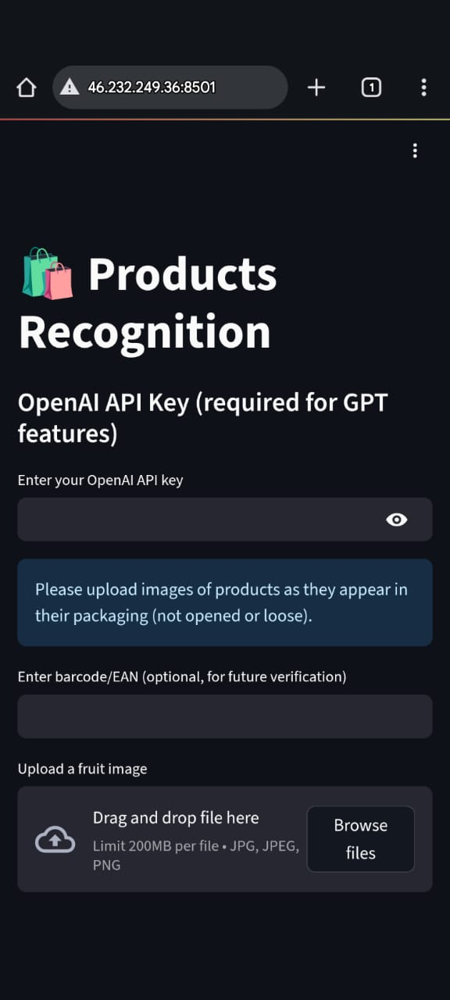 46.232.249.36:8501
1
Products
Recognition
OpenAI API Key (required for GPT
features)
Enter your OpenAI API key
Please upload images of products as they appear in
their packaging (not opened or loose).
Enter barcode/EAN (optional, for future verification)
Upload a fruit image
Drag and drop file here
Limit 200MB per file • JPG, JPEG,
PNG
Browse
files